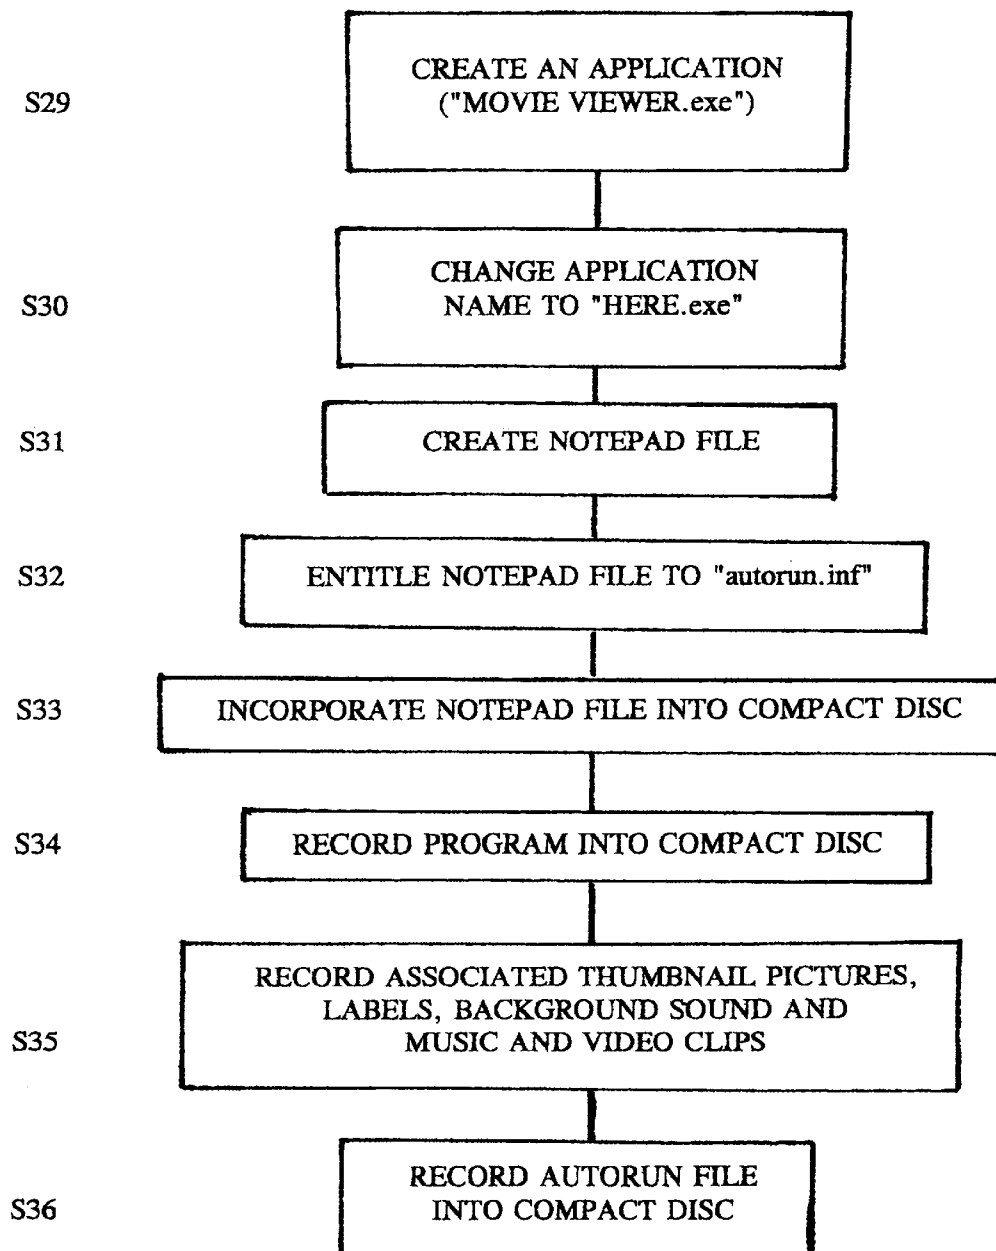 CREATE AN APPLICATION
S29
("MOVIE VIEWER.exe")
CHANGE APPLICATION
S30
NAME TO "HERE.exe"
S31
CREATE NOTEPAD FILE
S32
ENTITLE NOTEPAD FILE TO "autorun.inf"
S33
INCORPORATE NOTEPAD FILE INTO COMPACT DISC
S34
RECORD PROGRAM INTO COMPACT DISC
RECORD ASSOCIATED THUMBNAIL PICTURES,
LABELS, BACKGROUND SOUND AND
S35
MUSIC AND VIDEO CLIPS
RECORD AUTORUN FILE
S36
INTO COMPACT DISC